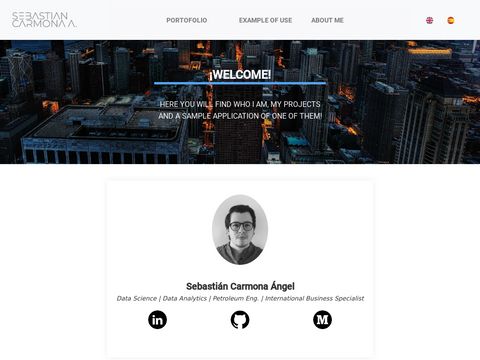 SEBASTIAN
CARMONA A.
PORTOFOLIO
EXAMPLE OF USE
ABOUT ME
¡WELCOME!
HERE YOU WILL FIND WHO I AM, MY PROJECTS
AND A SAMPLE APPLICATION OF ONE OF THEM!
Sebastián Carmona Ángel
Data Science | Data Analytics | Petroleum Eng. | International Business Specialist
in
M